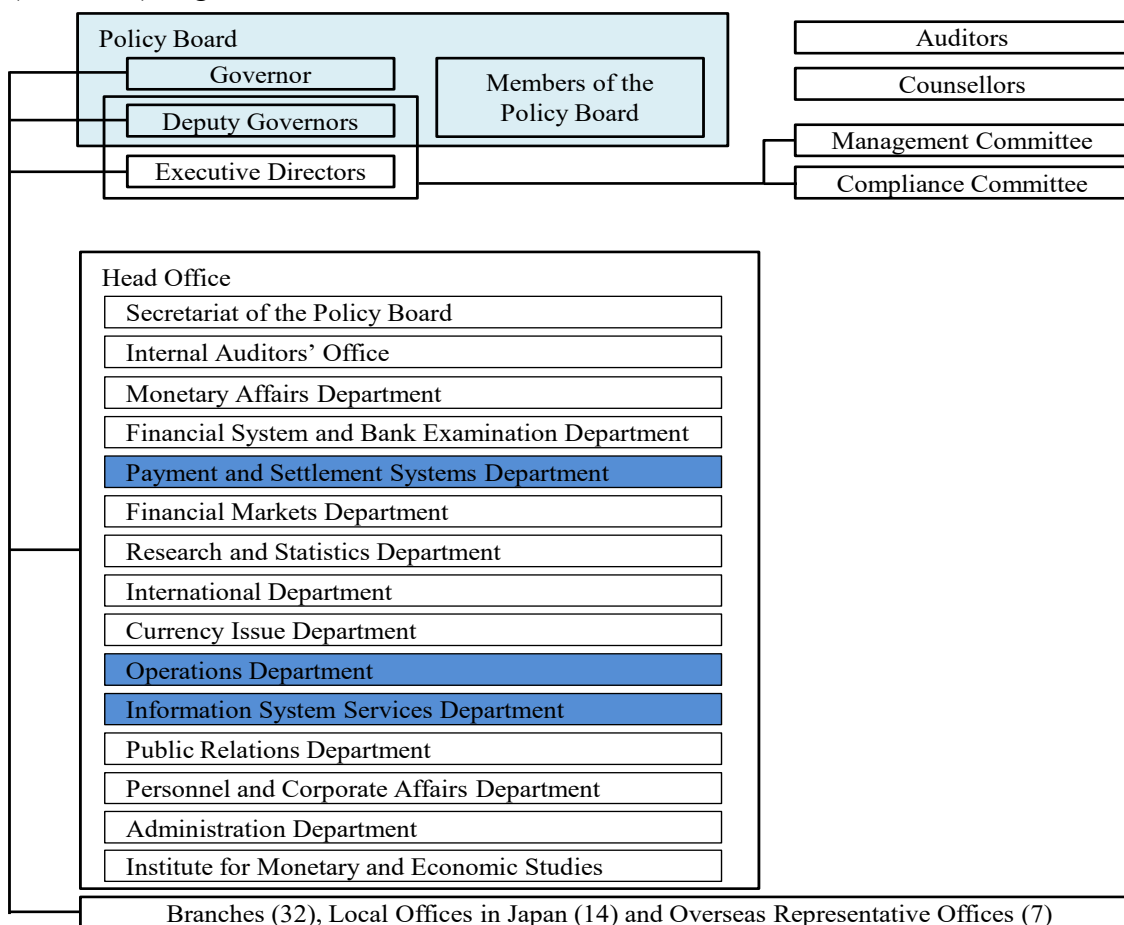 Policy Board
Governor
Deputy Governors
Executive Directors
Members of the
Policy Board
Auditors
Counsellors
Management Committee
Compliance Committee
Head Office
Secretariat of the Policy Board
Internal Auditors’ Office
Monetary Affairs Department
Financial System and Bank Examination Department
Payment and Settlement Systems Department
Financial Markets Department
Research and Statistics Department
International Department
Currency Issue Department
Operations Department
Information System Services Department
Public Relations Department
Personnel and Corporate Affairs Department
Administration Department
Institute for Monetary and Economic Studies
Branches (32), Local Offices in Japan (14) and Overseas Representative Offices (7)